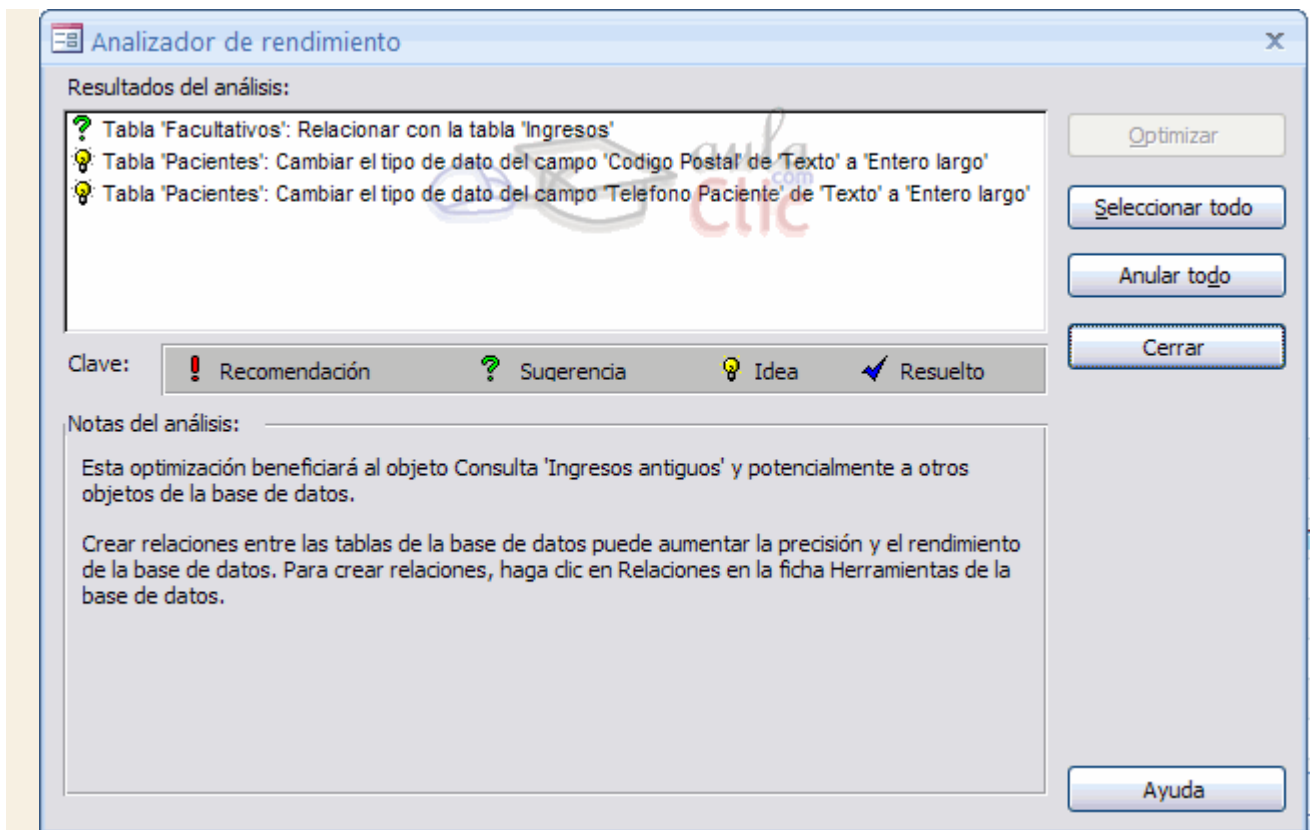 Analizador de rendimiento
Resultados del análisis:
Tabla 'Facultativos': Relacionar con la tabla 'Ingresos'
Tabla 'Pacientes': Cambiar el tipo de dato del campo 'Codigo Postal' de 'Texto' a 'Entero largo'
Tabla 'Pacientes': Cambiar el tipo de dato del campo 'Telefono Paciente' de 'Texto' a 'Entero largo'
aula
.com
Clic
Optimizar
Seleccionar todo
Anular todo
Cerrar
Clave:
Recomendación
Sugerencia
Idea
Resuelto
Notas del análisis:
Esta optimización beneficiará al objeto Consulta 'Ingresos antiguos' y potencialmente a otros
objetos de la base de datos.
Crear relaciones entre las tablas de la base de datos puede aumentar la precisión y el rendimiento
de la base de datos. Para crear relaciones, haga clic en Relaciones en la ficha Herramientas de la
base de datos.
Ayuda